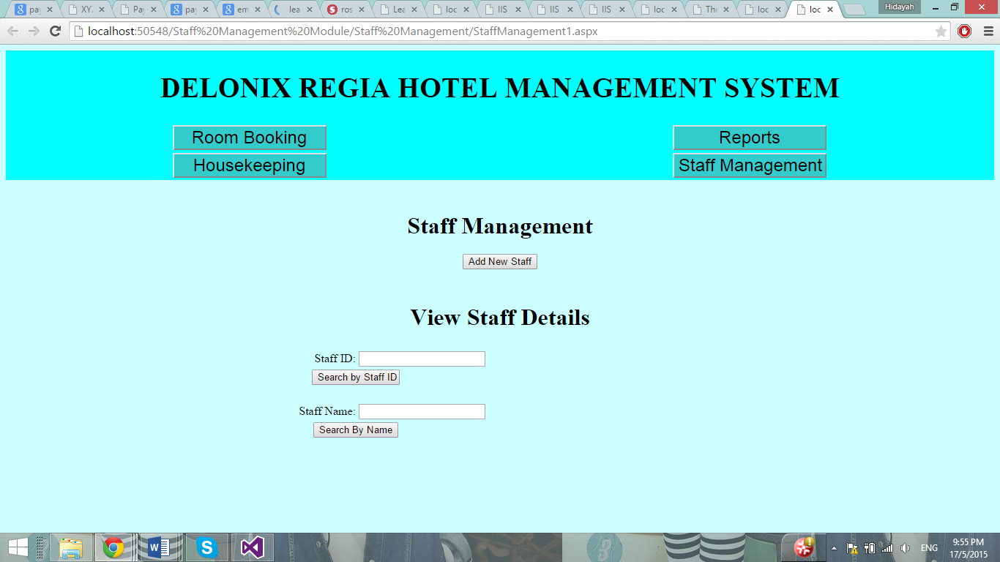 pay XY Pay pay em lea ros Lea loc IIS IIS IIS loc The loc loc Hidayah
localhost:50548/Staff%20Management%20Module/Staff%20Management/StaffManagement1.aspx
DELONIX REGIA HOTEL MANAGEMENT SYSTEM
Room Booking Reports
Housekeeping Staff Management
Staff Management
Add New Staff
View Staff Details
Staff ID:
Search by Staff ID
Staff Name:
Search By Name
ENG 9:55 PM
17/5/2015